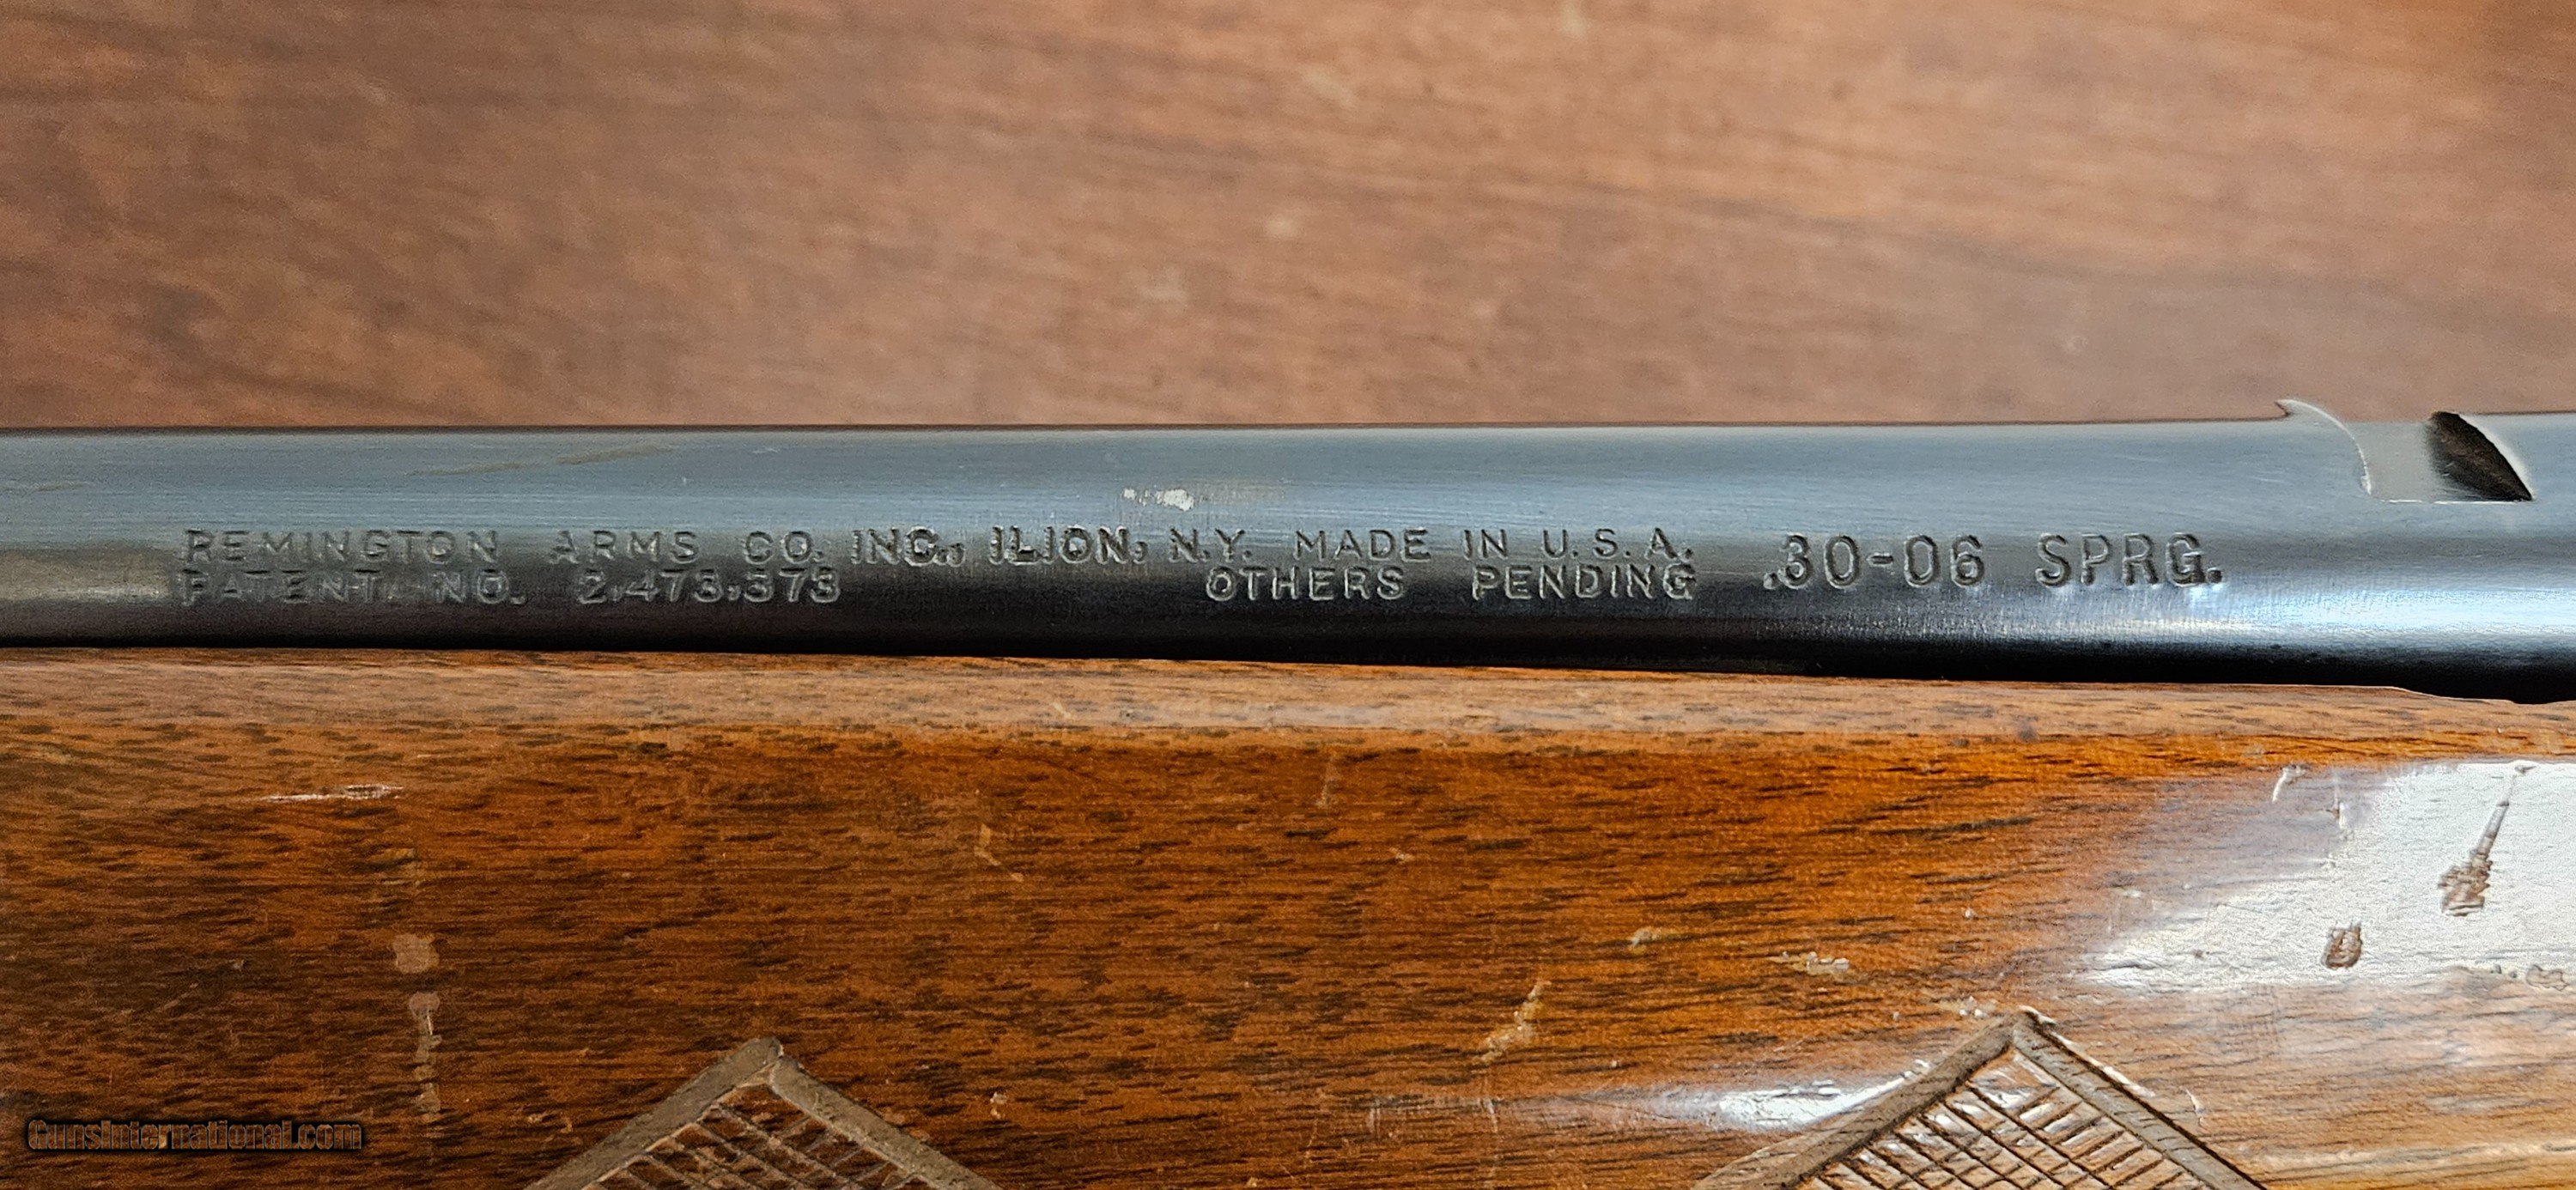 REMINGTON ARMS CO. INC., ILION, N.Y. MADE IN U.S.A.
PATENT NO. 2,473,373 OTHERS PENDING
.30-06 SPRG.
GunsInternational.com